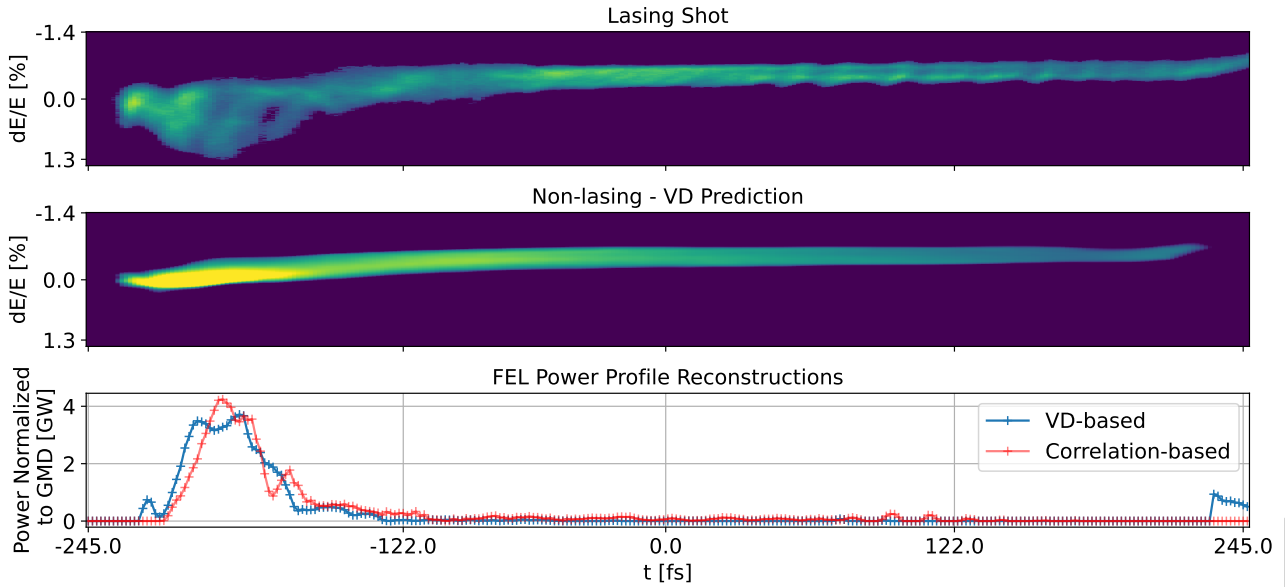 Lasing Shot
-1.4
0.0
1.3
dE/E [%]
Non-lasing - VD Prediction
-1.4
0.0
1.3
dE/E [%]
FEL Power Profile Reconstructions
4
2
0
Power Normalized
to GMD [GW]
VD-based
Correlation-based
-245.0 -122.0 0.0 122.0 245.0
t [fs]